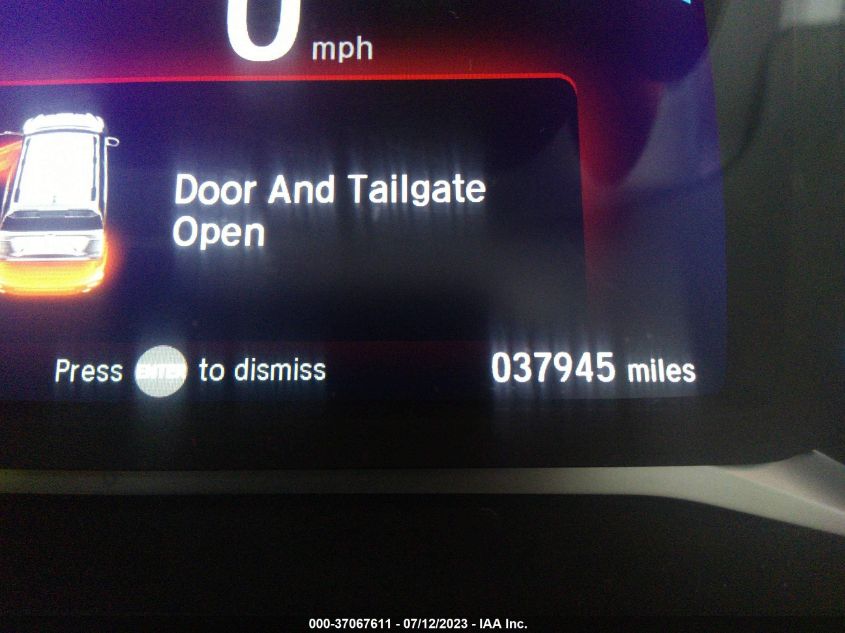 0 mph
Door And Tailgate
Open
Press ENTER to dismiss
037945 miles
000-37067611 - 07/12/2023 - IAA Inc.